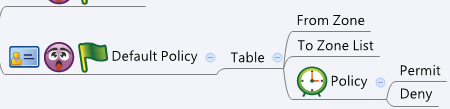 Default Policy
Table
From Zone
To Zone List
Policy
Permit
Deny